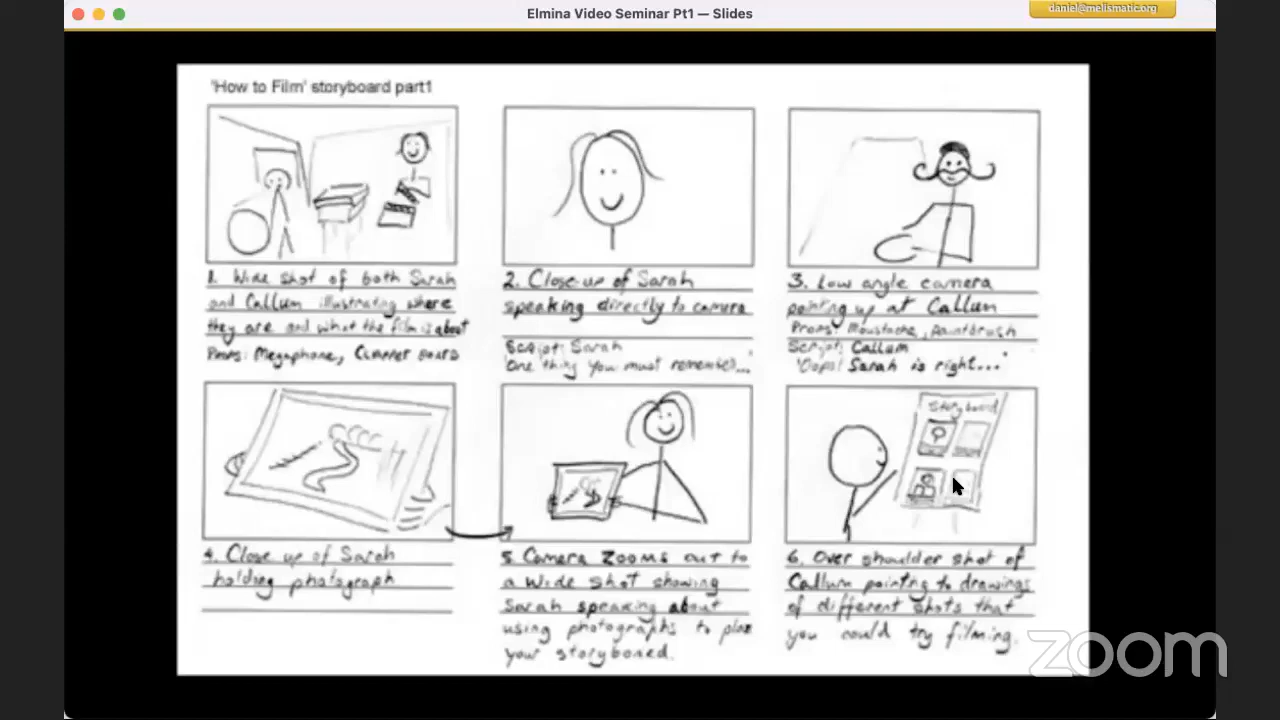 Elmina Video Seminar Pt1 — Slides
daniel@melismatic.org
'How to Film' storyboard part1
1. Wide shot of both Sarah
and Callum illustrating where
they are and what the film is about
Props: Megaphone, Clapper board
2. Close-up of Sarah
speaking directly to camera
Script: Sarah
'One thing you must remember...'
3. Low angle camera
pointing up at Callum
Props: Moustache, paintbrush
Script: Callum
'Oops! Sarah is right...'
Storyboard
4. Close up of Sarah
holding photograph
5. Camera zooms out to
a wide shot showing
Sarah speaking about
using photographs to plan
your storyboard.
6. Over shoulder shot of
Callum pointing to drawings
of different shots that
you could try filming.
zoom